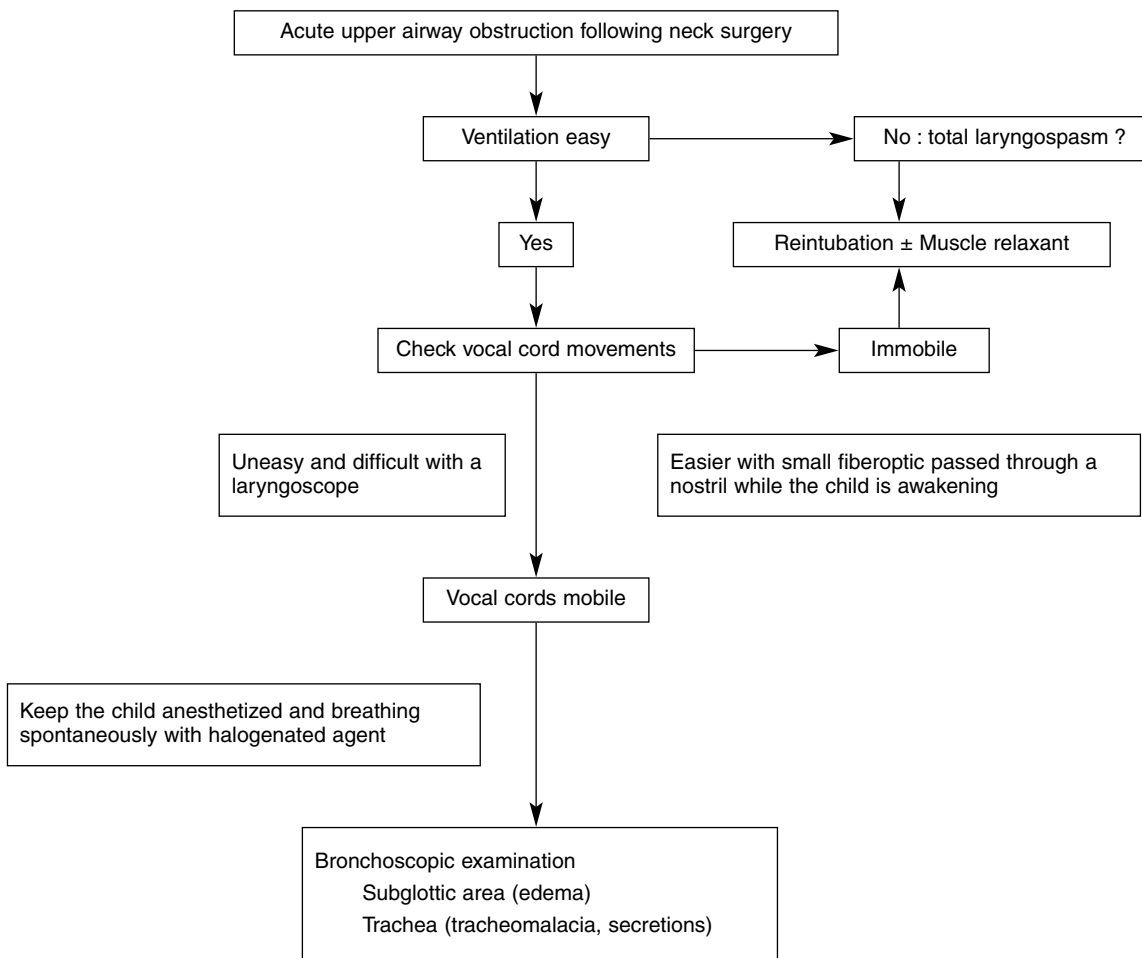 Acute upper airway obstruction following neck surgery
Ventilation easy
No : total laryngospasm ?
Yes
Reintubation ± Muscle relaxant
Check vocal cord movements
Immobile
Uneasy and difficult with a
laryngoscope
Easier with small fiberoptic passed through a
nostril while the child is awakening
Vocal cords mobile
Keep the child anesthetized and breathing
spontaneously with halogenated agent
Bronchoscopic examination
Subglottic area (edema)
Trachea (tracheomalacia, secretions)